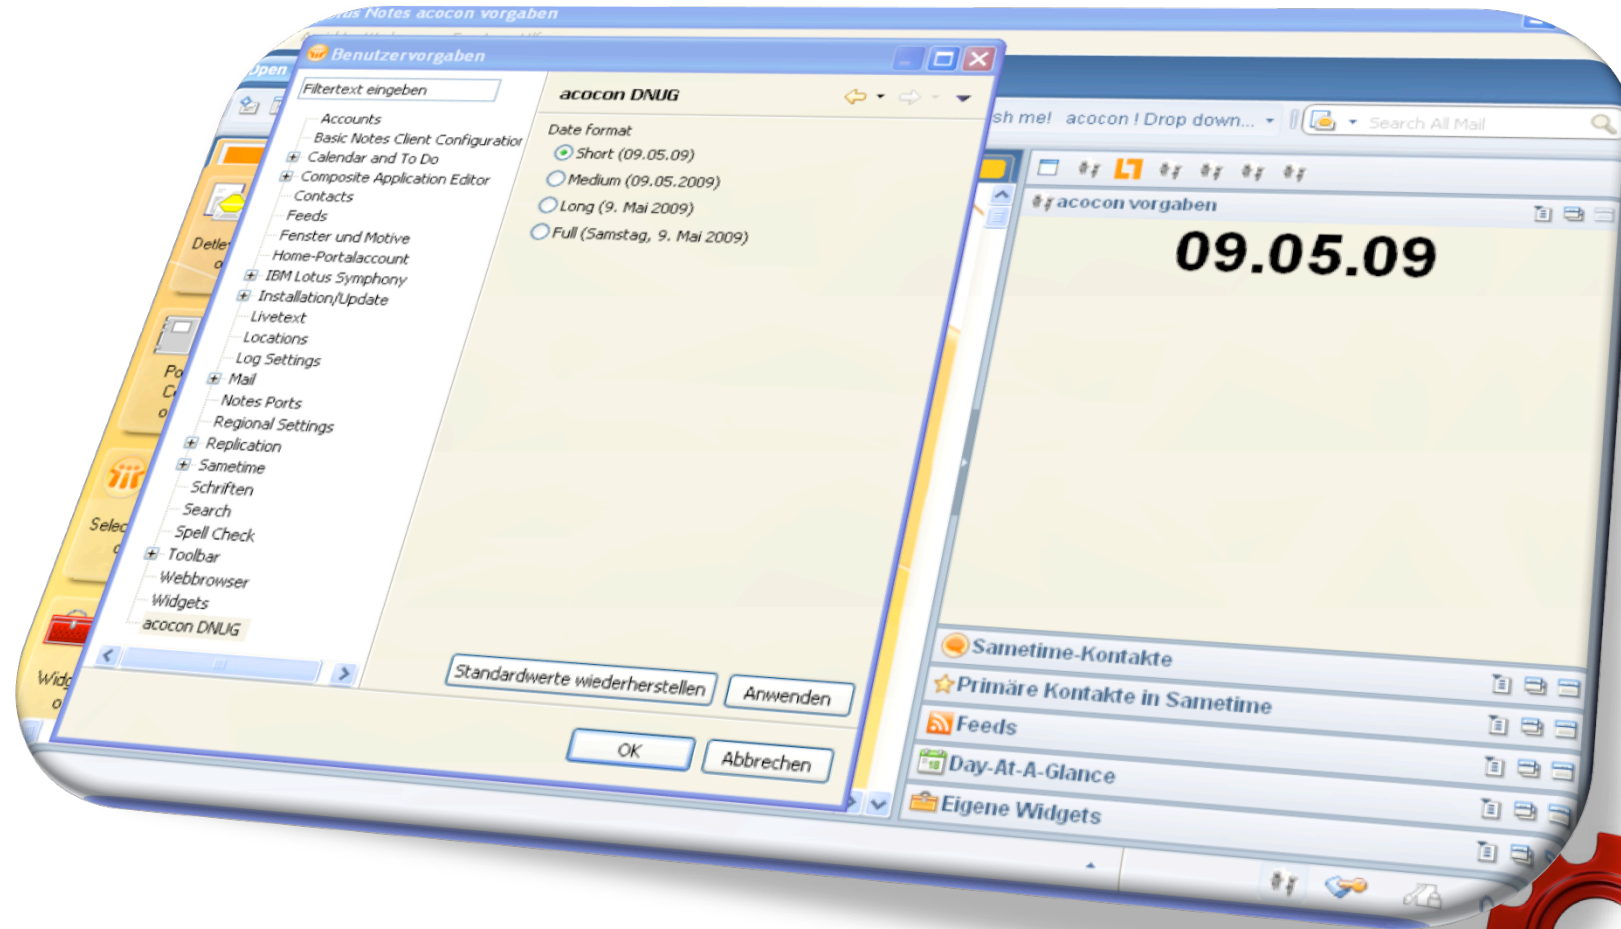 Notes acocon vorgaben
Open
Benutzervorgaben
Filtertext eingeben
Accounts
Basic Notes Client Configuration
Calendar and To Do
Composite Application Editor
Contacts
Feeds
Fenster und Motive
Home-Portalaccount
IBM Lotus Symphony
Installation/Update
Livetext
Locations
Log Settings
Mail
Notes Ports
Regional Settings
Replication
Sametime
Schriften
Search
Spell Check
Toolbar
Webbrowser
Widgets
acocon DNUG
acocon DNUG
Date format
Short (09.05.09)
Medium (09.05.2009)
Long (9. Mai 2009)
Full (Samstag, 9. Mai 2009)
Standardwerte wiederherstellen
Anwenden
OK
Abbrechen
me! acocon ! Drop down...
Search All Mail
acocon vorgaben
09.05.09
Sametime-Kontakte
Primäre Kontakte in Sametime
Feeds
18
Day-At-A-Glance
Eigene Widgets